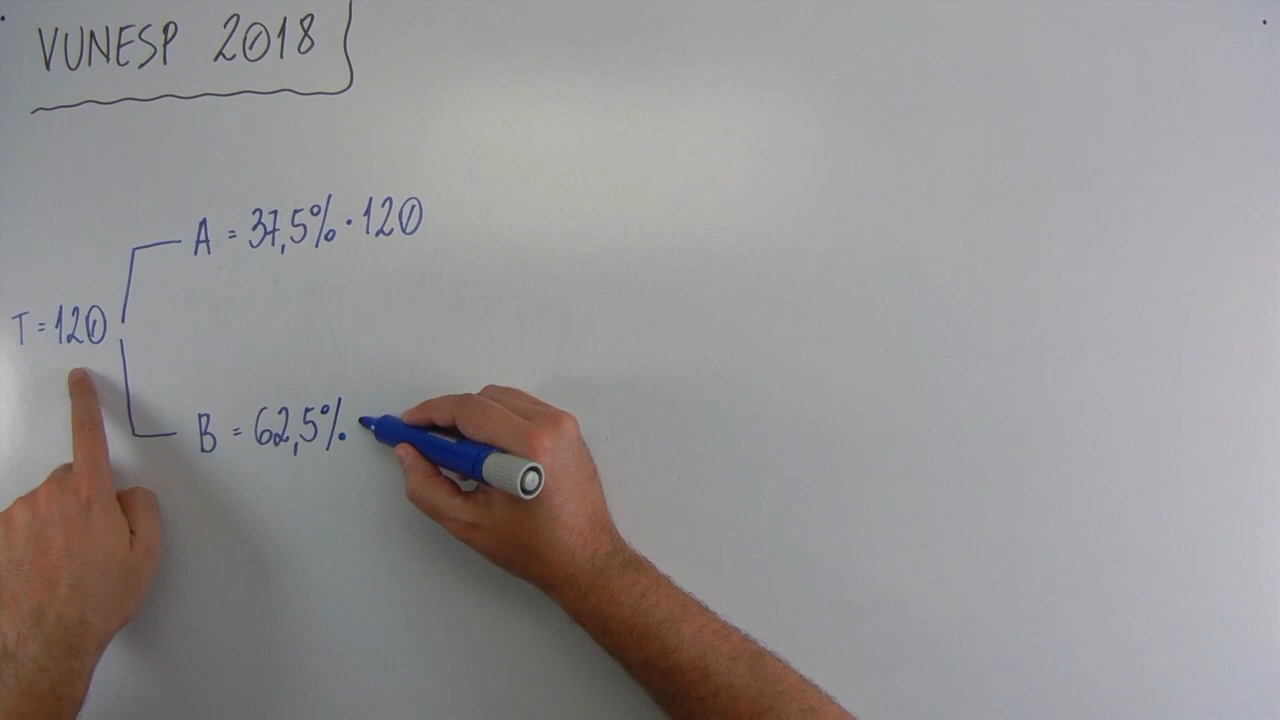 VUNESP 2018
A = 37,5% · 120
T = 120
B = 62,5% ·